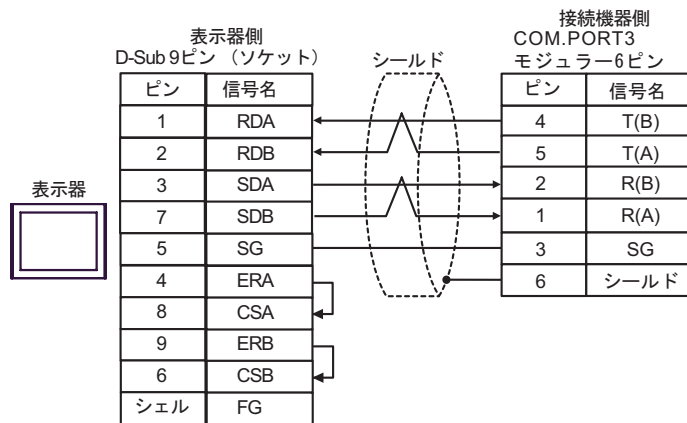 表示器側
D-Sub 9ピン （ソケット）
シールド
接続機器側
COM.PORT3
モジュラー6ピン
ピン 信号名
ピン 信号名
1 RDA
4 T(B)
2 RDB
5 T(A)
3 SDA
2 R(B)
7 SDB
1 R(A)
5 SG
3 SG
4 ERA
6 シールド
8 CSA
9 ERB
6 CSB
シェル FG
表示器